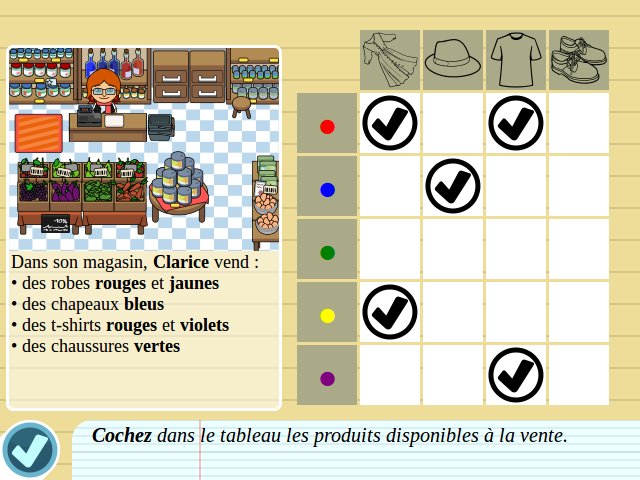 -10%
Dans son magasin, Clarice vend :
• des robes rouges et jaunes
• des chapeaux bleus
• des t-shirts rouges et violets
• des chaussures vertes
Cochez dans le tableau les produits disponibles à la vente.